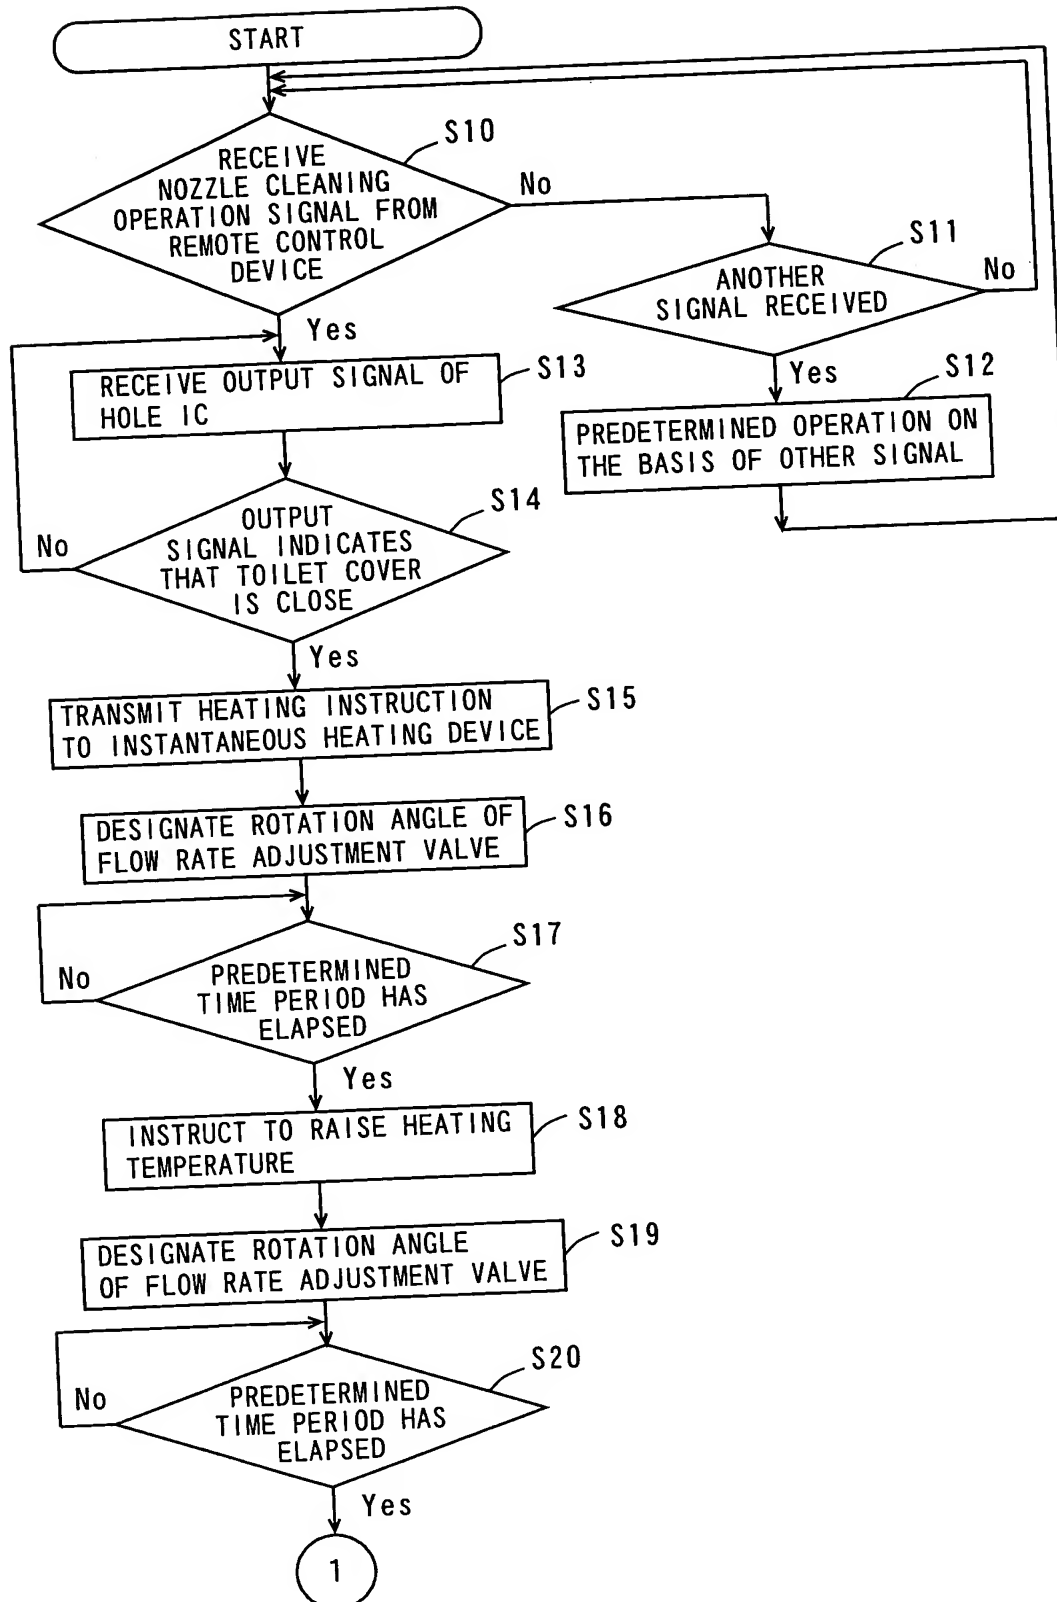 START
S10
RECEIVE
NOZZLE CLEANING
OPERATION SIGNAL FROM
REMOTE CONTROL
DEVICE
No
S11
ANOTHER
SIGNAL RECEIVED
No
Yes
Yes
S12
PREDETERMINED OPERATION ON
THE BASIS OF OTHER SIGNAL
S13
RECEIVE OUTPUT SIGNAL OF
HOLE IC
S14
OUTPUT
SIGNAL INDICATES
THAT TOILET COVER
IS CLOSE
No
Yes
S15
TRANSMIT HEATING INSTRUCTION
TO INSTANTANEOUS HEATING DEVICE
S16
DESIGNATE ROTATION ANGLE OF
FLOW RATE ADJUSTMENT VALVE
S17
PREDETERMINED
TIME PERIOD HAS
ELAPSED
No
Yes
S18
INSTRUCT TO RAISE HEATING
TEMPERATURE
S19
DESIGNATE ROTATION ANGLE
OF FLOW RATE ADJUSTMENT VALVE
S20
PREDETERMINED
TIME PERIOD HAS
ELAPSED
No
Yes
1